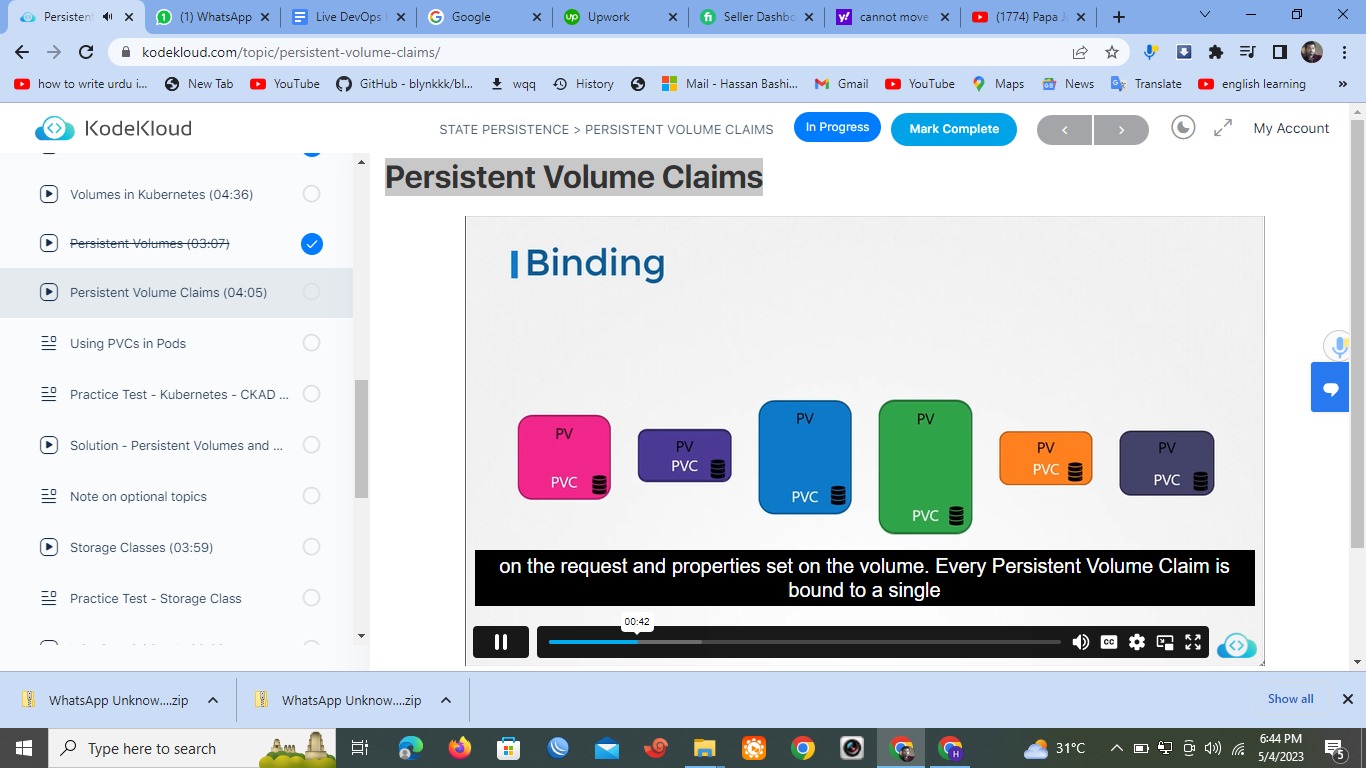 Persistent
(1) WhatsApp
Live DevOps
Google
Upwork
Seller Dashbo
cannot move
(1774) Papa J
kodekloud.com/topic/persistent-volume-claims/
how to write urdu i...
New Tab
YouTube
GitHub - blynkkk/bl...
wqq
History
Mail - Hassan Bashi...
Gmail
YouTube
Maps
News
Translate
english learning
»
KodeKloud
STATE PERSISTENCE > PERSISTENT VOLUME CLAIMS
In Progress
Mark Complete
My Account
Volumes in Kubernetes (04:36)
Persistent Volumes (03:07)
Persistent Volume Claims (04:05)
Using PVCs in Pods
Practice Test - Kubernetes - CKAD ...
Solution - Persistent Volumes and ...
Note on optional topics
Storage Classes (03:59)
Practice Test - Storage Class
Persistent Volume Claims
Binding
PV
PVC
PV
PVC
PV
PVC
PV
PVC
PV
PVC
PV
PVC
on the request and properties set on the volume. Every Persistent Volume Claim is
bound to a single
00:42
CC
WhatsApp Unknow....zip
WhatsApp Unknow....zip
Show all
Type here to search
H
31°C
6:44 PM
5/4/2023
5